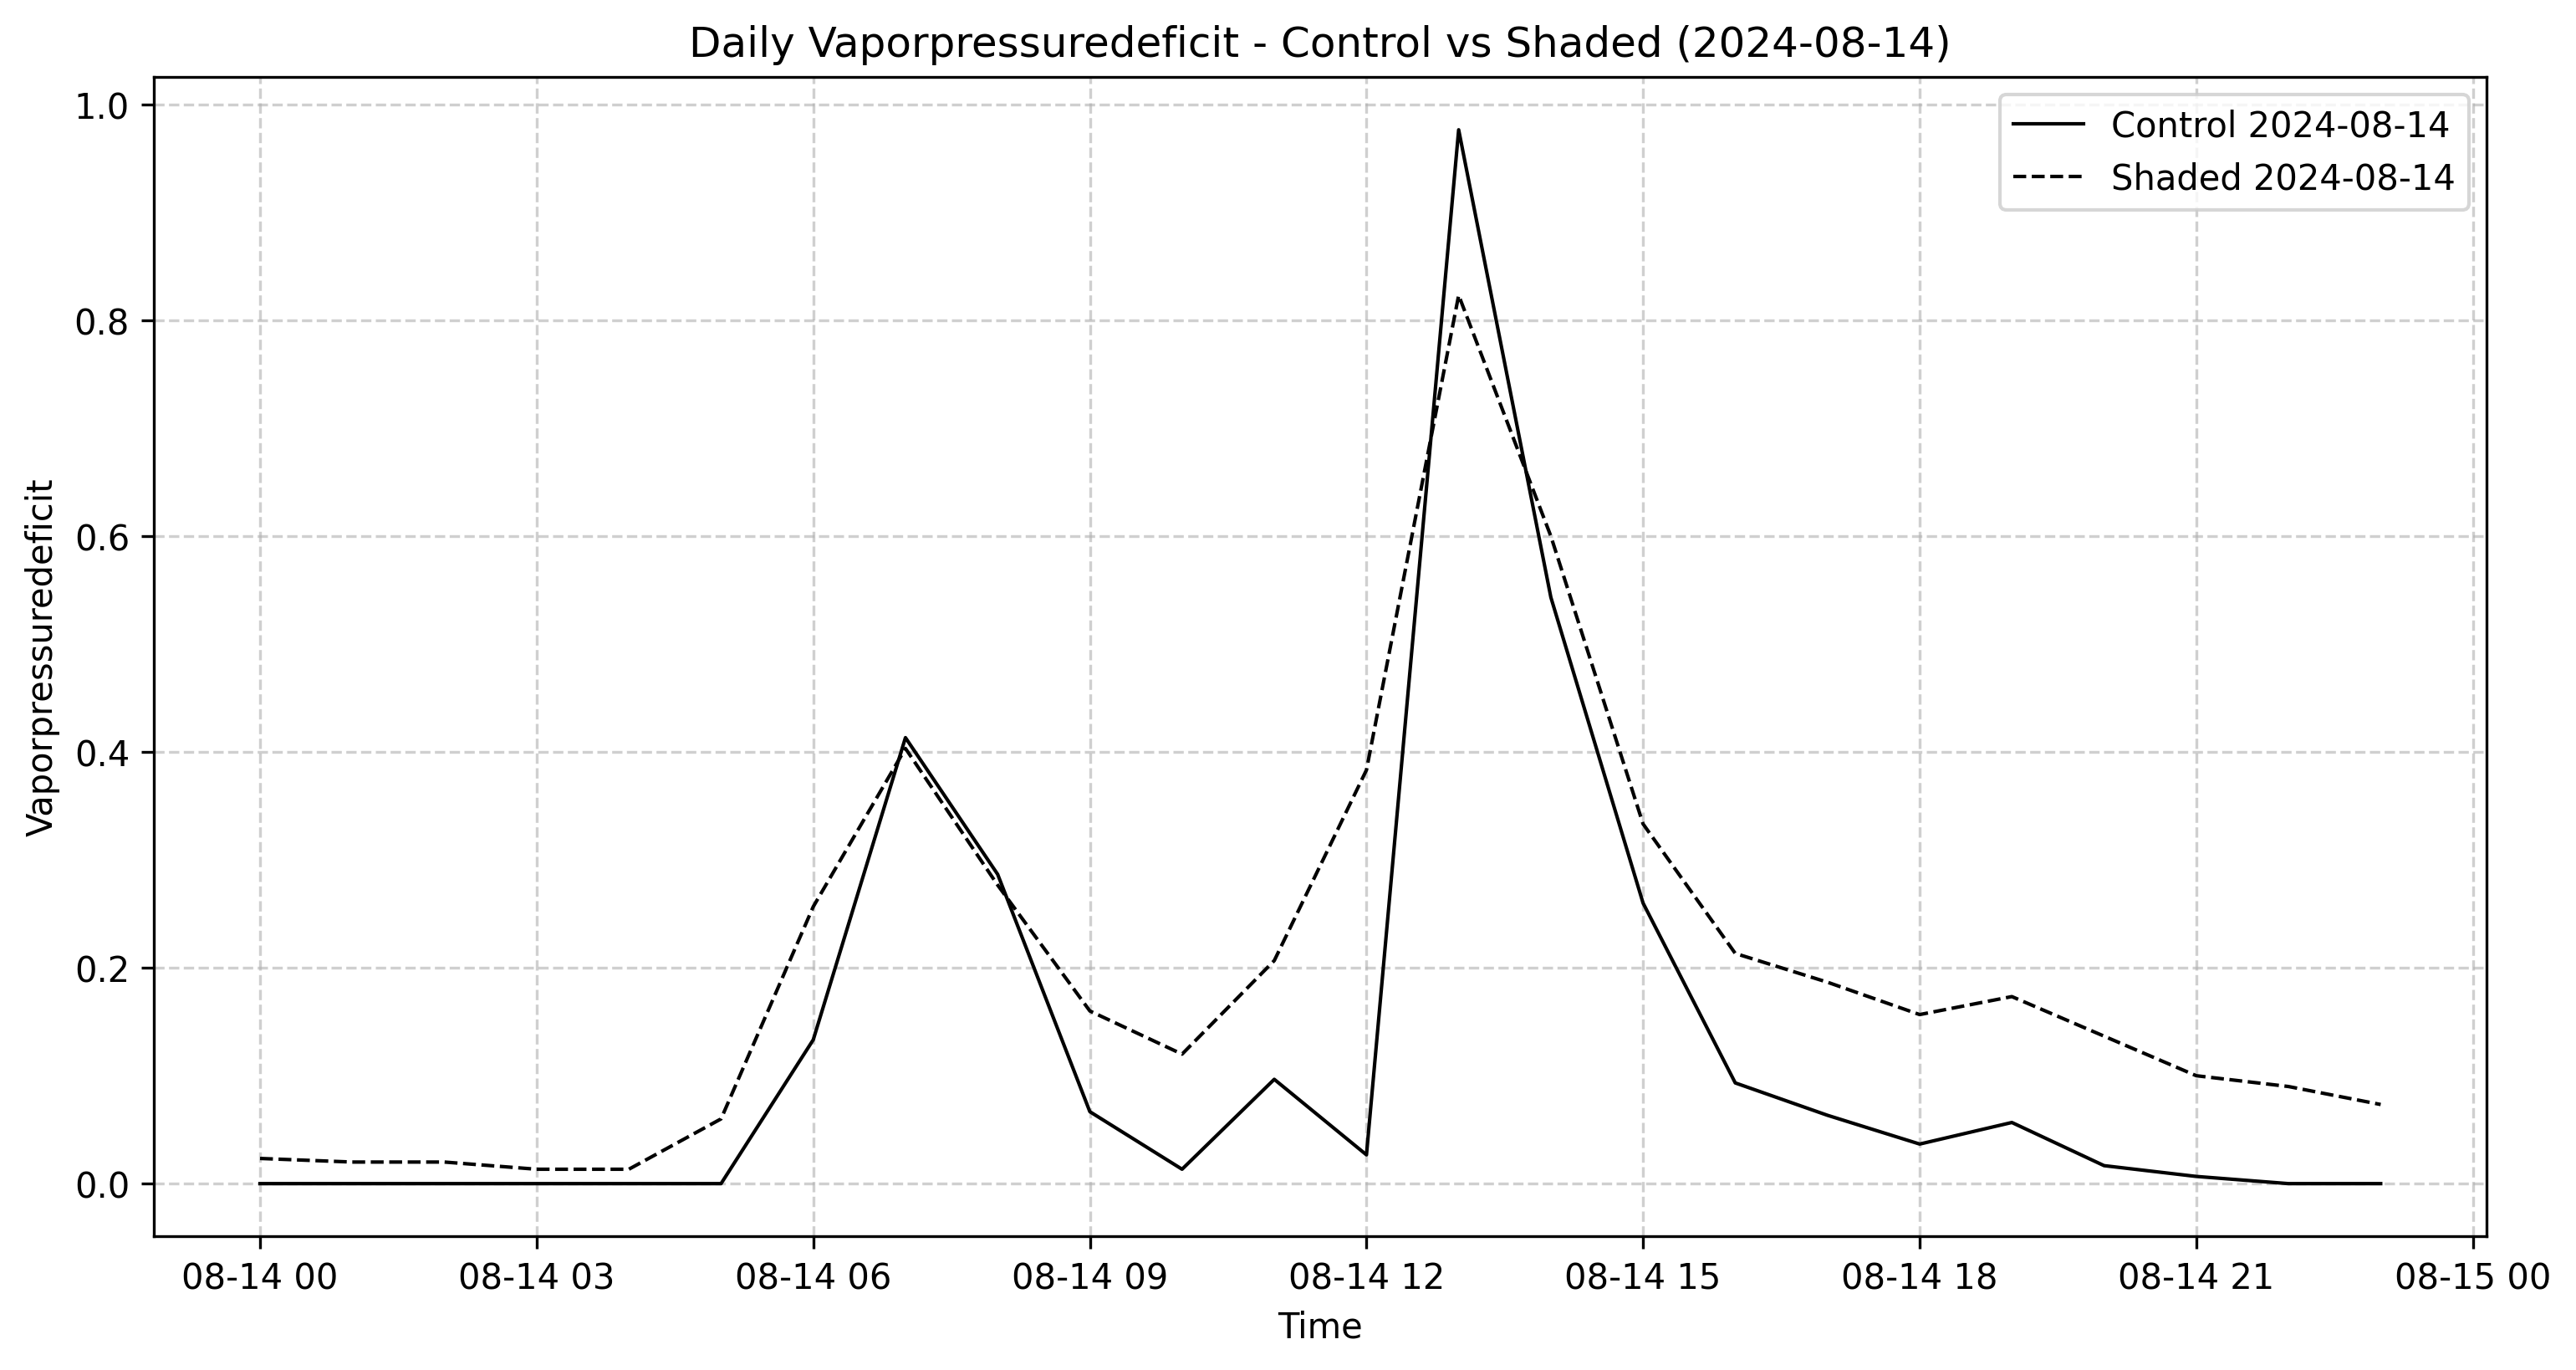 Daily Vaporpressuredeficit - Control vs Shaded (2024-08-14)
Control 2024-08-14
Shaded 2024-08-14
Vaporpressuredeficit
1.0
0.8
0.6
0.4
0.2
0.0
08-14 00 08-14 03 08-14 06 08-14 09 08-14 12 08-14 15 08-14 18 08-14 21 08-15 00
Time